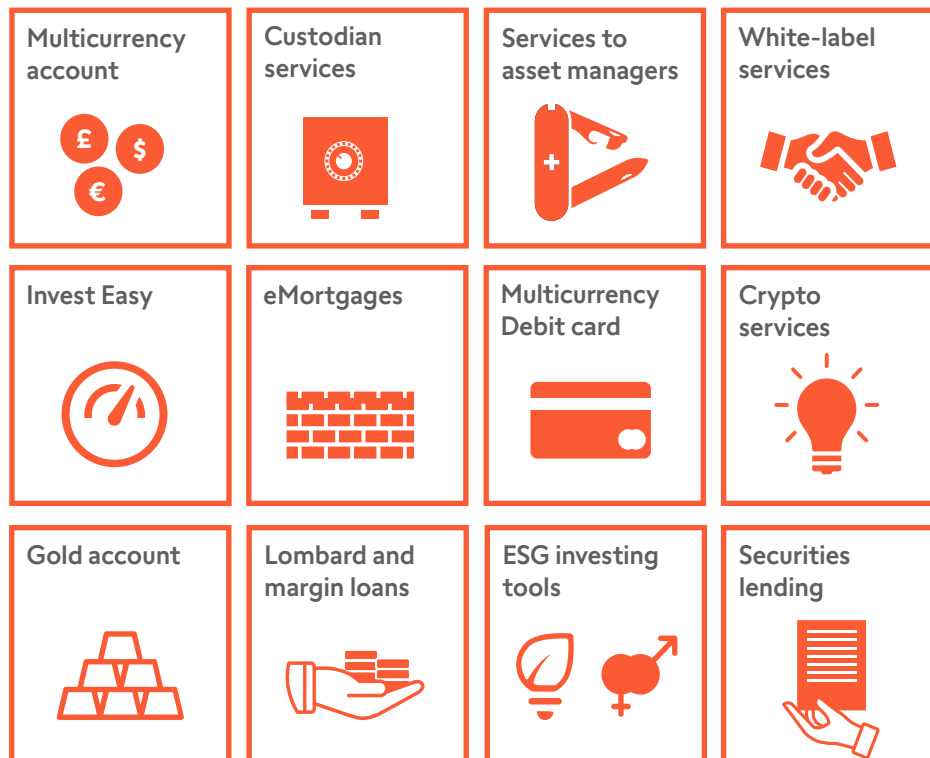 Multicurrency
account
£
$
€
Custodian
services
Services to
asset managers
White-label
services
Invest Easy
eMortgages
Multicurrency
Debit card
Crypto
services
Gold account
Lombard and
margin loans
ESG investing
tools
Securities
lending